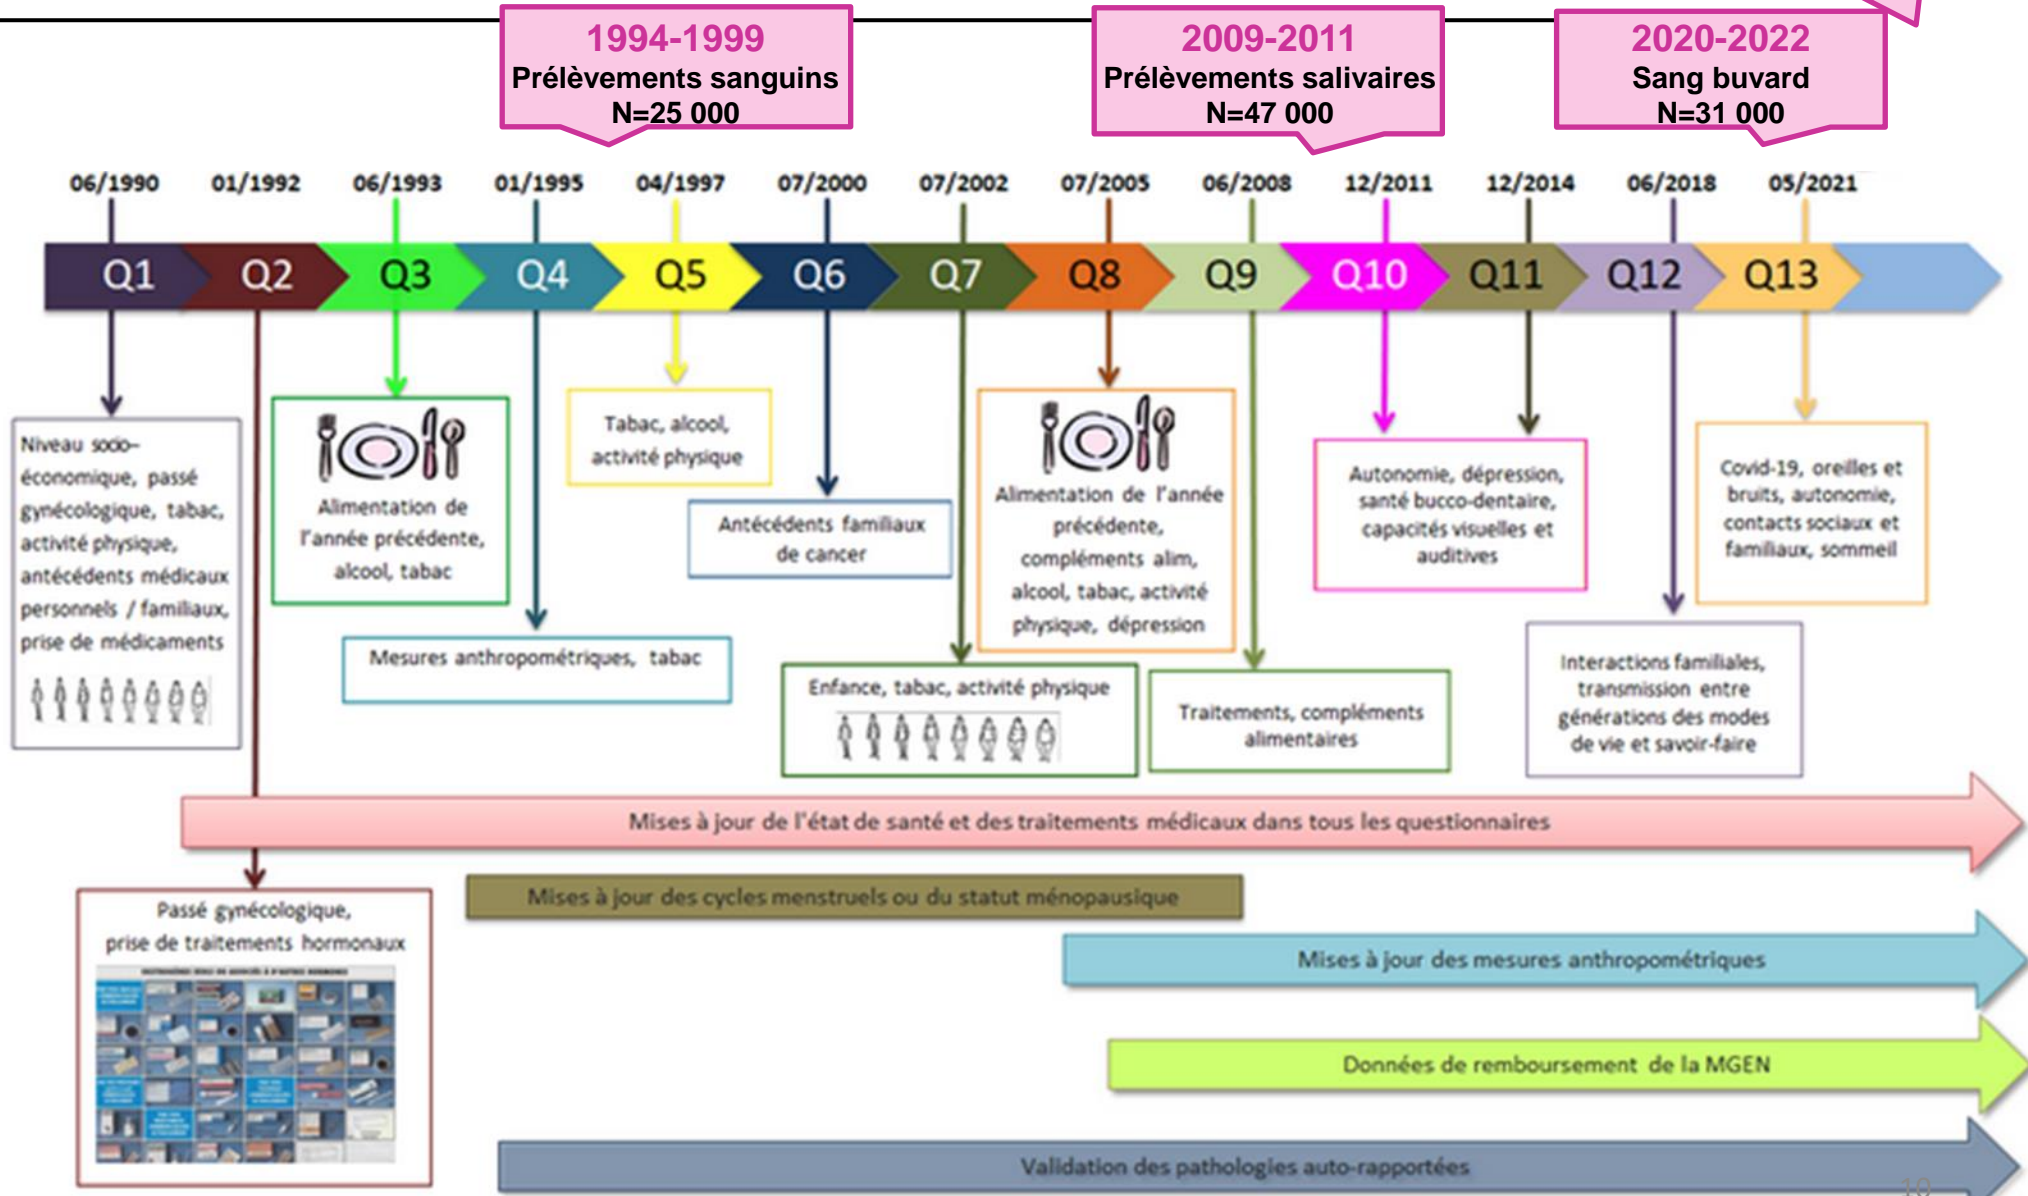 1994-1999
Prélèvements sanguins
N=25 000
2009-2011
Prélèvements salivaires
N=47 000
2020-2022
Sang buvard
N=31 000
06/1990
01/1992
06/1993
01/1995
04/1997
07/2000
07/2002
07/2005
06/2008
12/2011
12/2014
06/2018
05/2021
Q1
Q2
Q3
Q4
Q5
Q6
Q7
Q8
Q9
Q10
Q11
Q12
Q13
Niveau socio-
économique, passé
gynécologique, tabac,
activité physique,
antécédents médicaux
personnels / familiaux,
prise de médicaments
Alimentation de
l'année précédente,
alcool, tabac
Mesures anthropométriques, tabac
Tabac, alcool,
activité physique
Antécédents familiaux
de cancer
Enfance, tabac, activité physique
Alimentation de l'année
précédente,
compléments alim,
alcool, tabac, activité
physique, dépression
Traitements, compléments
alimentaires
Autonomie, dépression,
santé bucco-dentaire,
capacités visuelles et
auditives
Interactions familiales,
transmission entre
générations des modes
de vie et savoir-faire
Covid-19, oreilles et
bruits, autonomie,
contacts sociaux et
familiaux, sommeil
Mises à jour de l'état de santé et des traitements médicaux dans tous les questionnaires
Passé gynécologique,
prise de traitements hormonaux
Mises à jour des cycles menstruels ou du statut ménopausique
Mises à jour des mesures anthropométriques
Données de remboursement de la MGEN
Validation des pathologies auto-rapportées
10